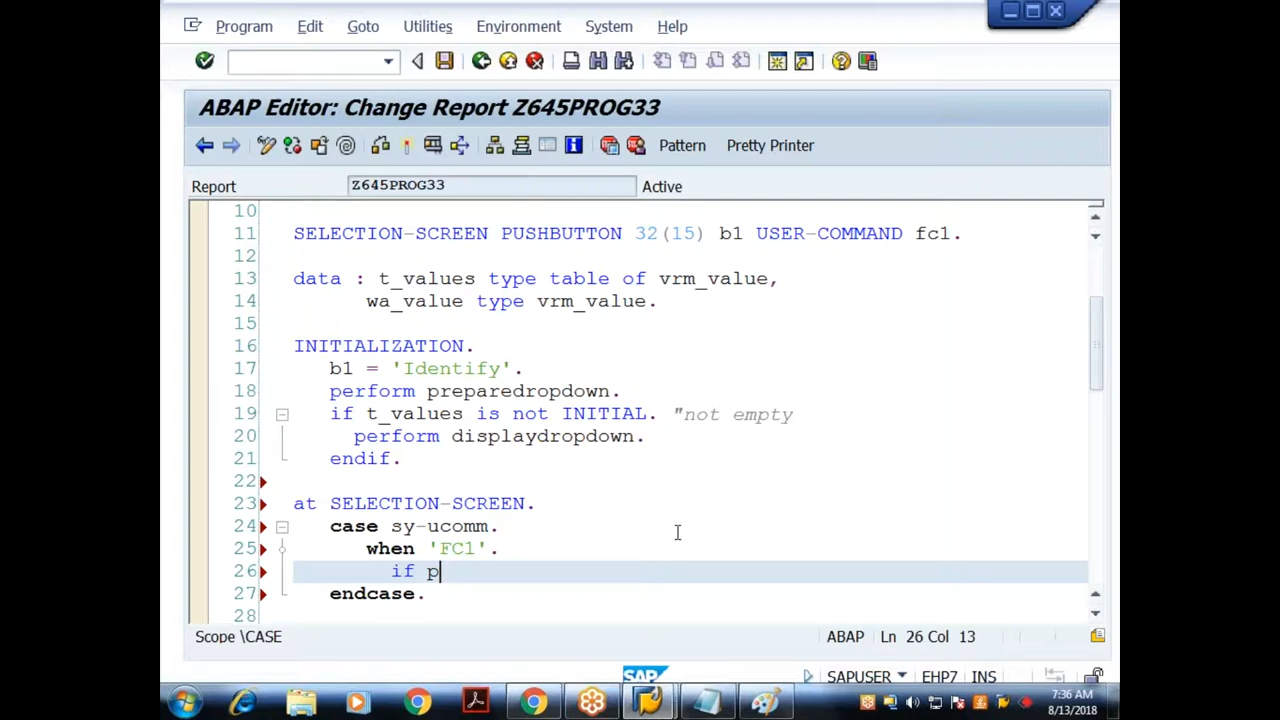 Program Edit Goto Utilities Environment System Help
ABAP Editor: Change Report Z645PROG33
Pattern Pretty Printer
Report Z645PROG33 Active
10
11 SELECTION-SCREEN PUSHBUTTON 32(15) b1 USER-COMMAND fc1.
12
13 data : t_values type table of vrm_value,
14 wa_value type vrm_value.
15
16 INITIALIZATION.
17 b1 = 'Identify'.
18 perform preparedropdown.
19 if t_values is not INITIAL. "not empty
20 perform displaydropdown.
21 endif.
22
23 at SELECTION-SCREEN.
24 case sy-ucomm.
25 when 'FC1'.
26 if p
27 endcase.
28
Scope \CASE ABAP Ln 26 Col 13
SAP SAPUSER EHP7 INS
7:36 AM
8/13/2018